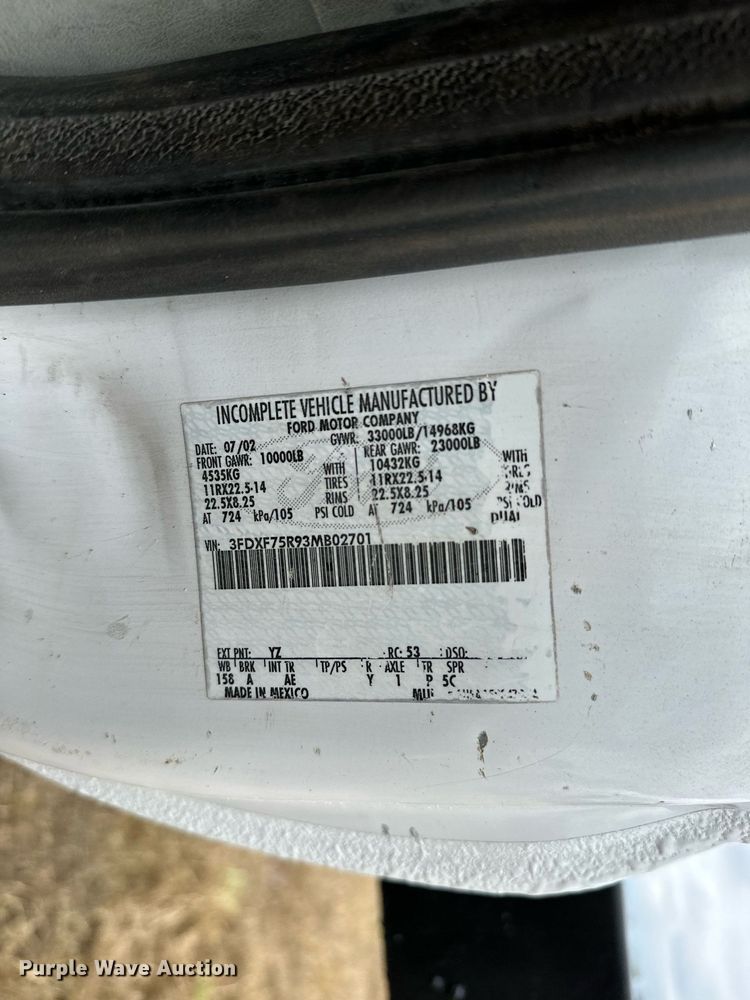 INCOMPLETE VEHICLE MANUFACTURED BY
FORD MOTOR COMPANY
DATE: 07/02 GVWR: 33000LB/14968KG
FRONT GAWR: 10000LB REAR GAWR: 23000LB
4535KG WITH 10432KG WITH
11RX22.5-14 TIRES 11RX22.5-14
22.5X8.25 RIMS 22.5X8.25 RIMS
AT 724 kPa/105 PSI COLD AT 724 kPa/105 PSI COLD
DUAL
VIN: 3FDXF75R93MB02701
EXT PNT: YZ RC: 53 DSO:
WB BRK INT TR TP/PS R AXLE TR SPR
158 A AE Y 1 P 5C
MADE IN MEXICO
Purple Wave Auction